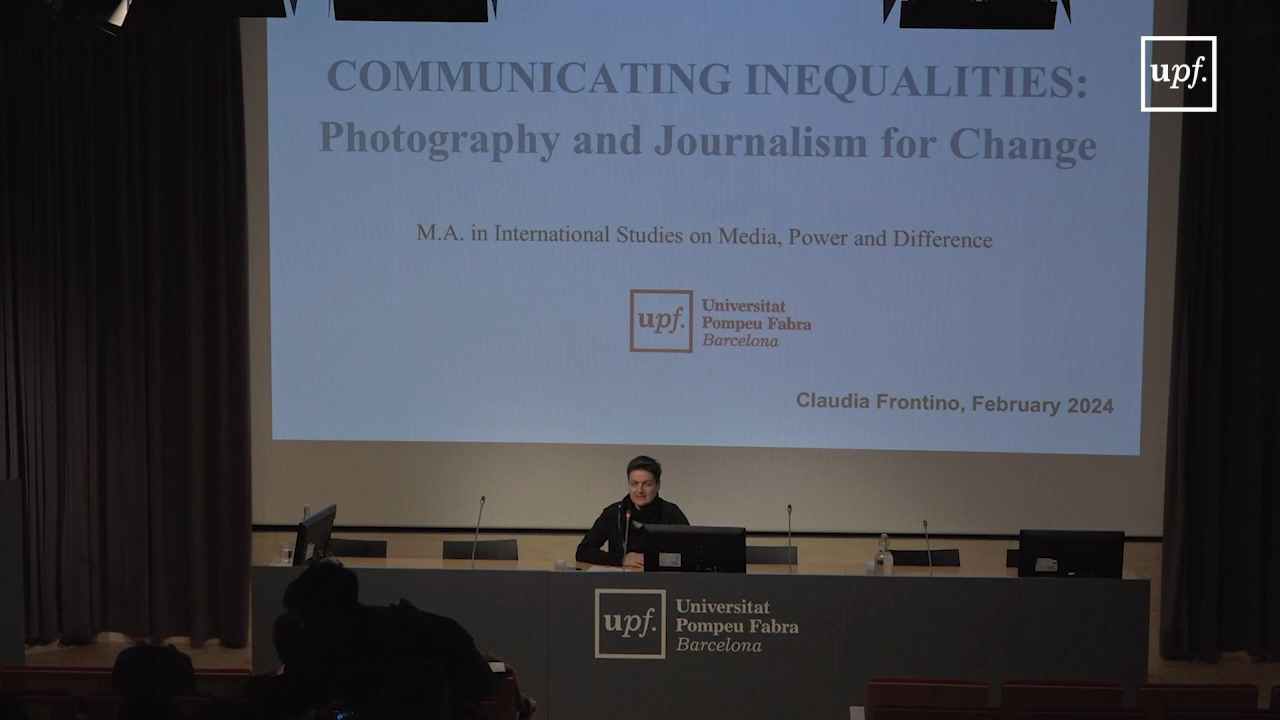 COMMUNICATING INEQUALITIES:
Photography and Journalism for Change
M.A. in International Studies on Media, Power and Difference
upf.
Universitat
Pompeu Fabra
Barcelona
Claudia Frontino, February 2024
upf.
upf.
Universitat
Pompeu Fabra
Barcelona